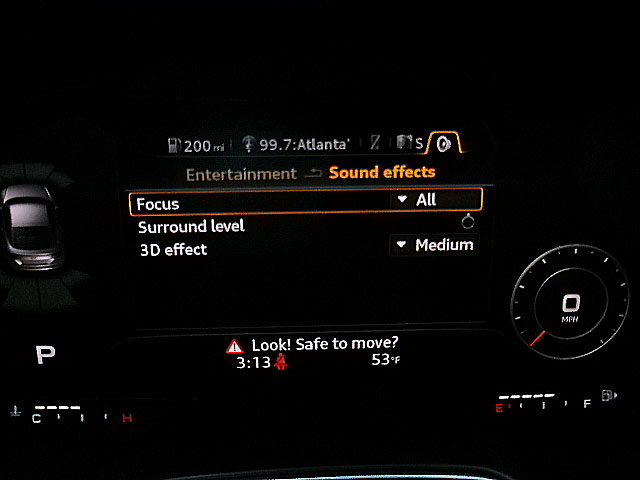 200 mi 99.7:Atlanta' S
Entertainment Sound effects
Focus All
Surround level
3D effect Medium
0
MPH
Look! Safe to move?
P
3:13 53°F
C H
E F